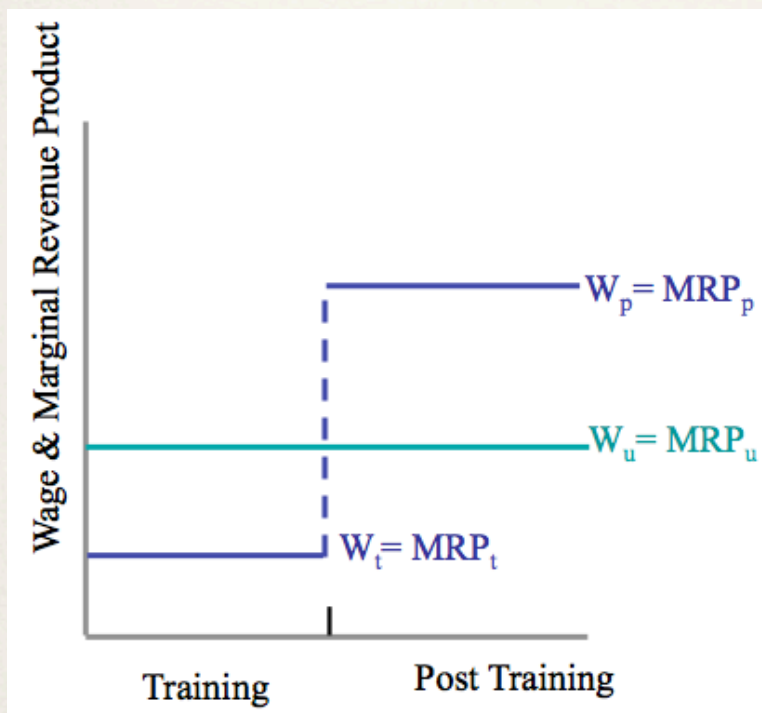 Wage & Marginal Revenue Product
Wₚ= MRPₚ
Wᵤ= MRPᵤ
Wₜ= MRPₜ
Training
Post Training